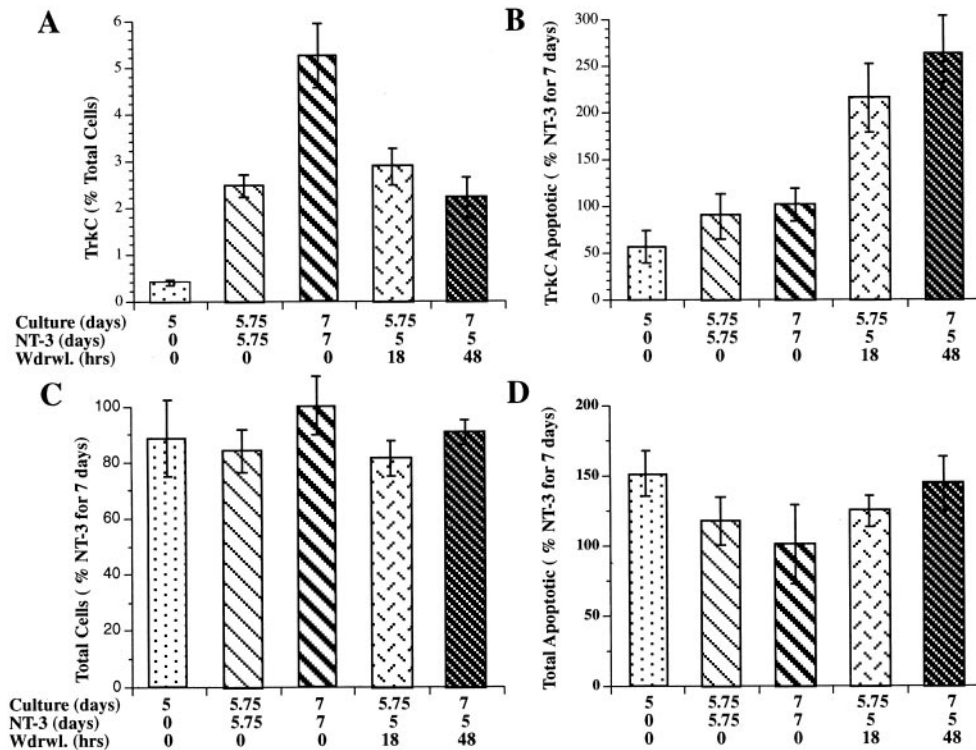 A
TrkC (% Total Cells)
6
5
4
3
2
1
0
Culture (days) 5 5.75 7 5.75 7
NT-3 (days) 0 5.75 7 5 5
Wdrwl. (hrs) 0 0 0 18 48
B
TrkC Apoptotic ( % NT-3 for 7 days)
300
250
200
150
100
50
0
5 5.75 7 5.75 7
0 5.75 7 5 5
0 0 0 18 48
C
Total Cells ( % NT-3 for 7 days)
100
80
60
40
20
0
Culture (days) 5 5.75 7 5.75 7
NT-3 (days) 0 5.75 7 5 5
Wdrwl. (hrs) 0 0 0 18 48
D
Total Apoptotic ( % NT-3 for 7 days)
200
150
100
50
0
5 5.75 7 5.75 7
0 5.75 7 5 5
0 0 0 18 48